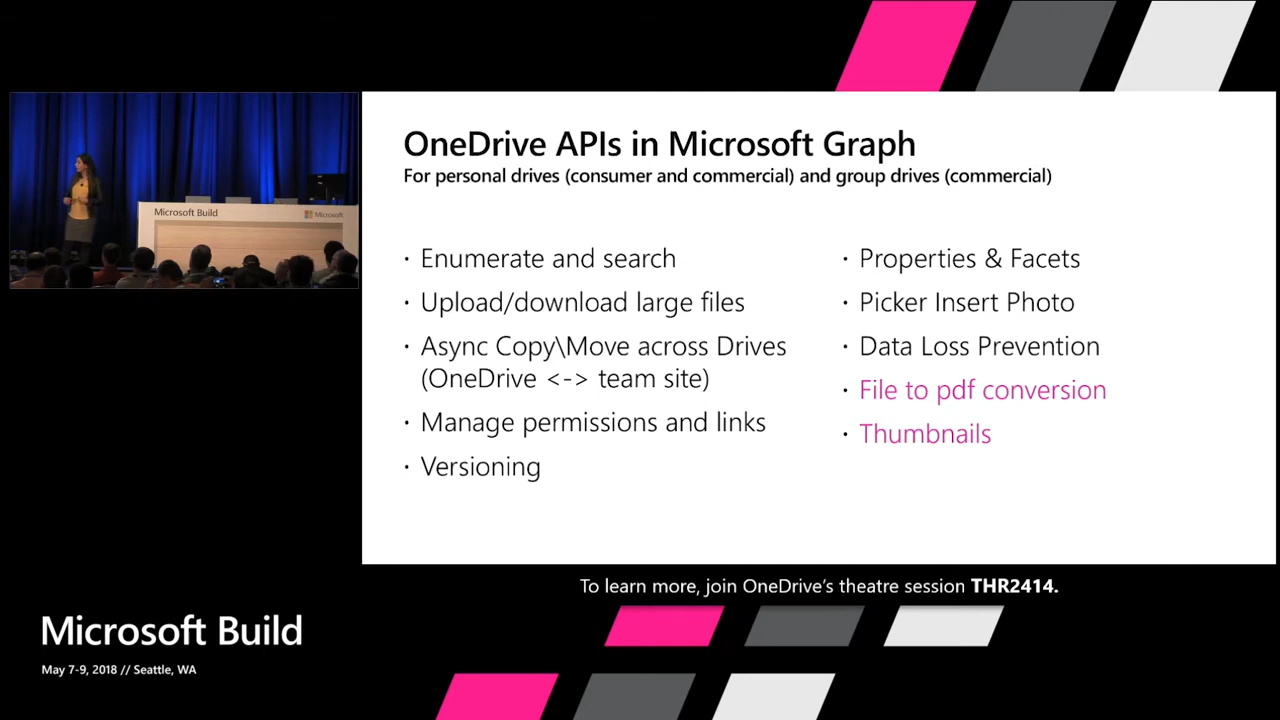 OneDrive APIs in Microsoft Graph
For personal drives (consumer and commercial) and group drives (commercial)
· Enumerate and search
· Upload/download large files
· Async Copy\Move across Drives
(OneDrive <-> team site)
· Manage permissions and links
· Versioning
· Properties & Facets
· Picker Insert Photo
· Data Loss Prevention
· File to pdf conversion
· Thumbnails
Microsoft Build
Microsoft
To learn more, join OneDrive's theatre session THR2414.
Microsoft Build
May 7-9, 2018 // Seattle, WA